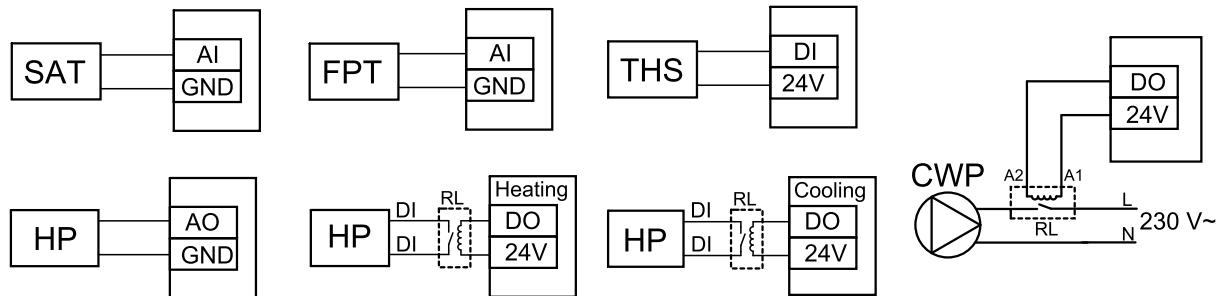 SAT
AI
GND
FPT
AI
GND
THS
DI
24V
DO
24V
HP
AO
GND
HP
DI
DI
RL
Heating
DO
24V
HP
DI
DI
RL
Cooling
DO
24V
CWP
A2
A1
RL
L
N
230 V~